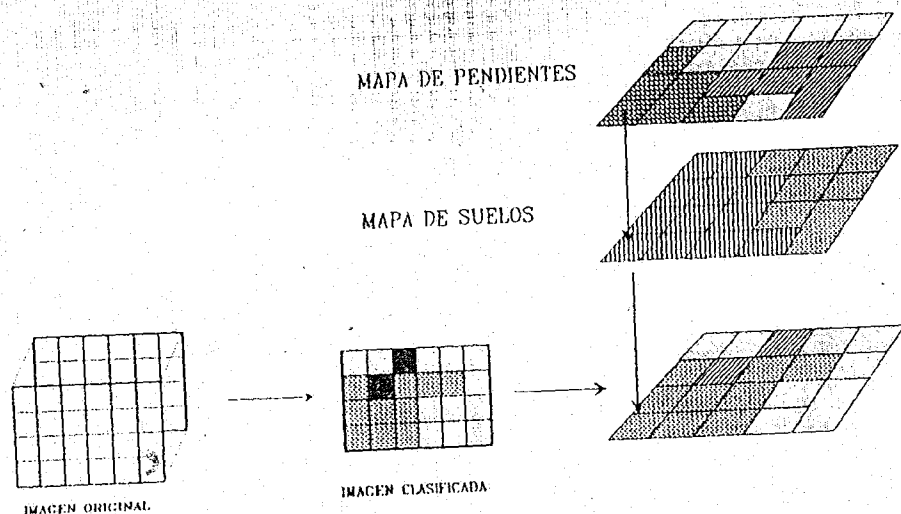 MAPA DE PENDIENTES
MAPA DE SUELOS
IMAGEN CLASIFICADA
IMAGEN ORIGINAL